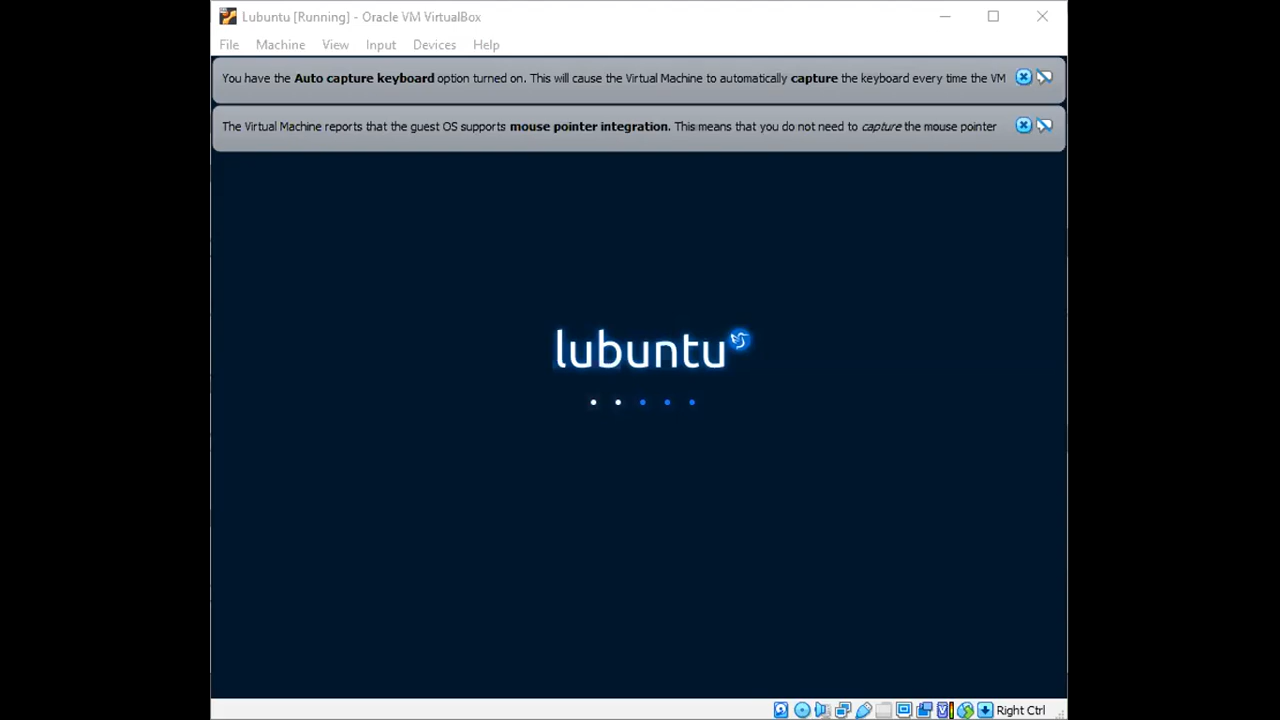 Lubuntu [Running] - Oracle VM VirtualBox
File Machine View Input Devices Help
You have the Auto capture keyboard option turned on. This will cause the Virtual Machine to automatically capture the keyboard every time the VM
The Virtual Machine reports that the guest OS supports mouse pointer integration. This means that you do not need to capture the mouse pointer
lubuntu
Right Ctrl